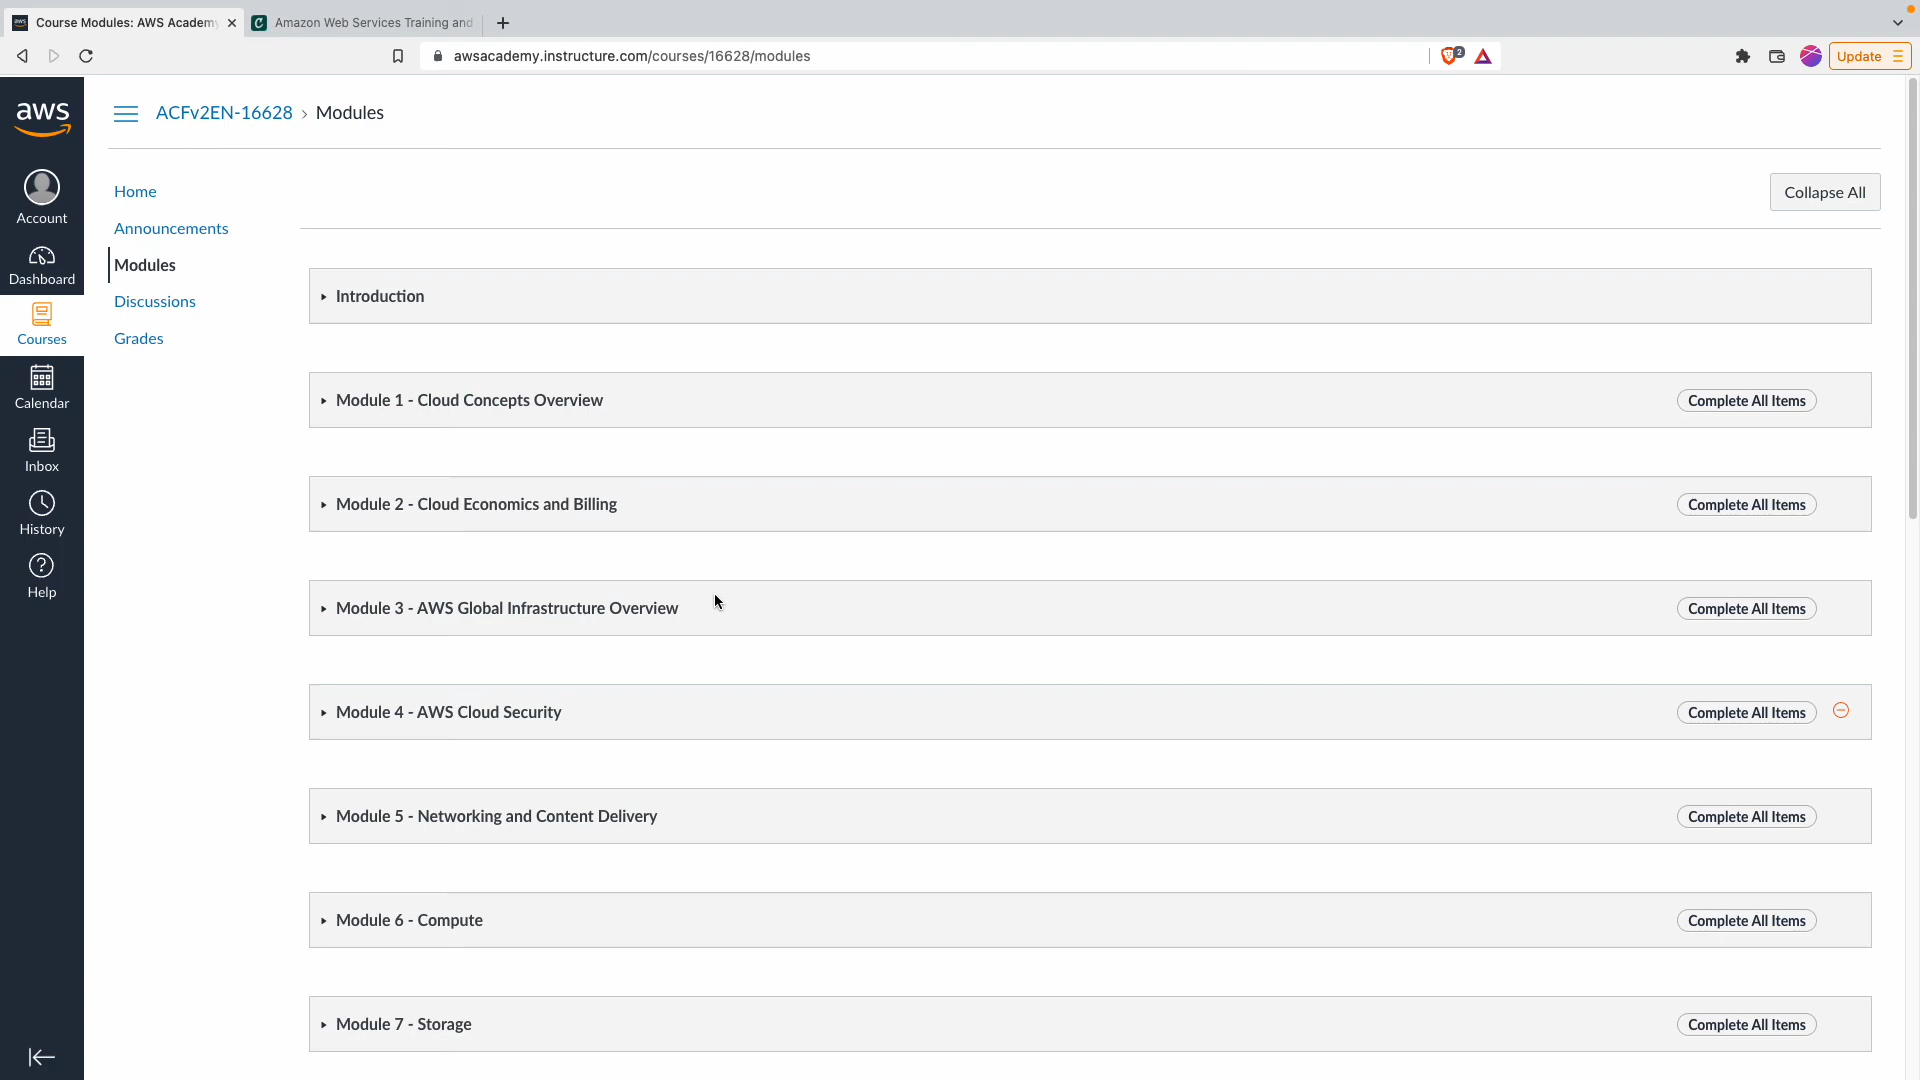 Course Modules: AWS Academy
Amazon Web Services Training and
awsacademy.instructure.com/courses/16628/modules
2
Update
aws
Account
Dashboard
Courses
Calendar
Inbox
History
Help
ACFv2EN-16628 › Modules
Home
Announcements
Modules
Discussions
Grades
Collapse All
Introduction
Module 1 - Cloud Concepts Overview
Complete All Items
Module 2 - Cloud Economics and Billing
Complete All Items
Module 3 - AWS Global Infrastructure Overview
Complete All Items
Module 4 - AWS Cloud Security
Complete All Items
Module 5 - Networking and Content Delivery
Complete All Items
Module 6 - Compute
Complete All Items
Module 7 - Storage
Complete All Items